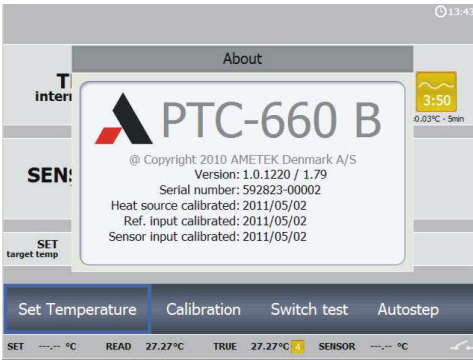 13:43
About
T
intern
3:50
0.03°C - 5min
PTC-660 B
@ Copyright 2010 AMETEK Denmark A/S
Version: 1.0.1220 / 1.79
Serial number: 592823-00002
Heat source calibrated: 2011/05/02
Ref. input calibrated: 2011/05/02
Sensor input calibrated: 2011/05/02
SENS
SET
target temp
Set Temperature Calibration Switch test Autostep
SET ---.-- °C READ 27.27°C TRUE 27.27°C 4 SENSOR ---.-- °C